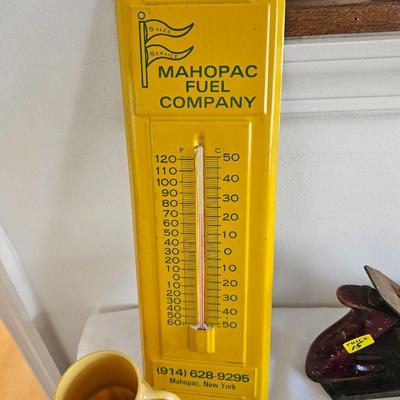 SALES
SERVICE
MAHOPAC
FUEL
COMPANY
F C
120 50
110
100 40
90
80 30
70 20
60
50 10
40
30 0
20
10 10
0 20
10
20 30
30
40 40
50
60 50
(914) 628-9295
Mahopac, New York
PRICE
15